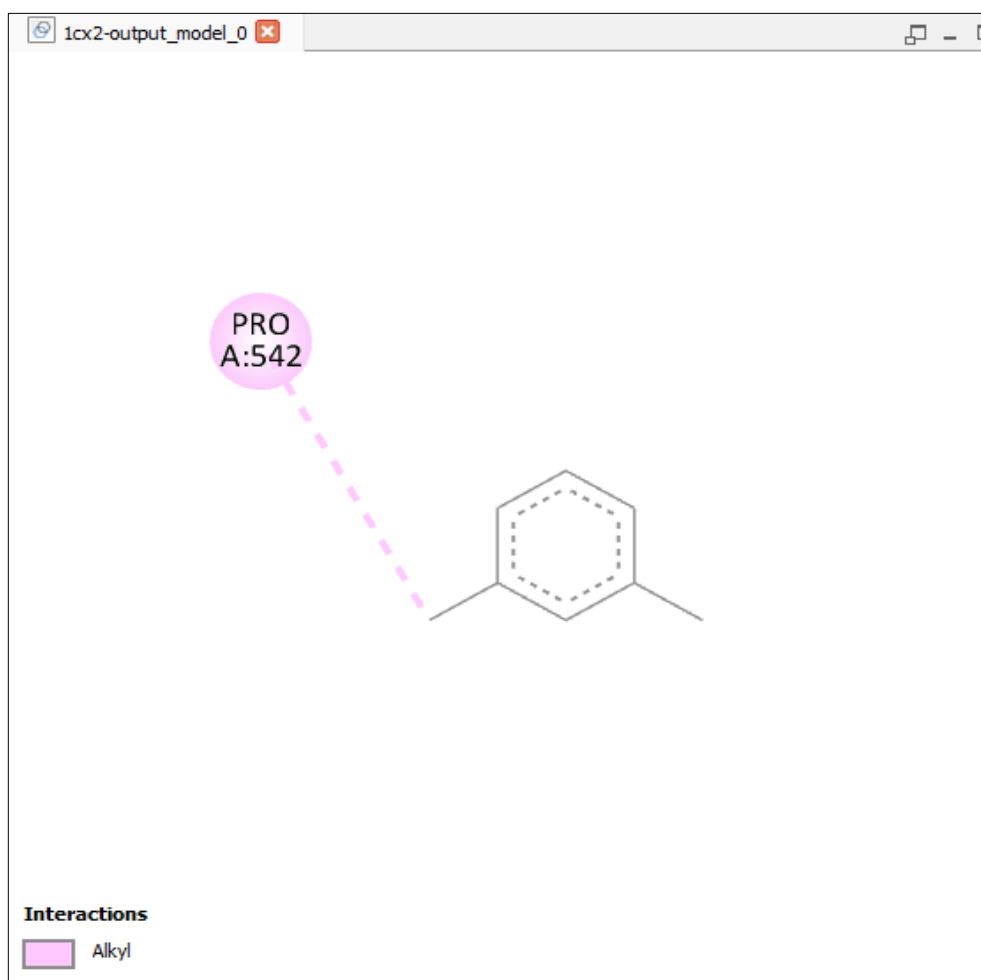 1cx2-output_model_0
PRO
A:542
Interactions
Alkyl